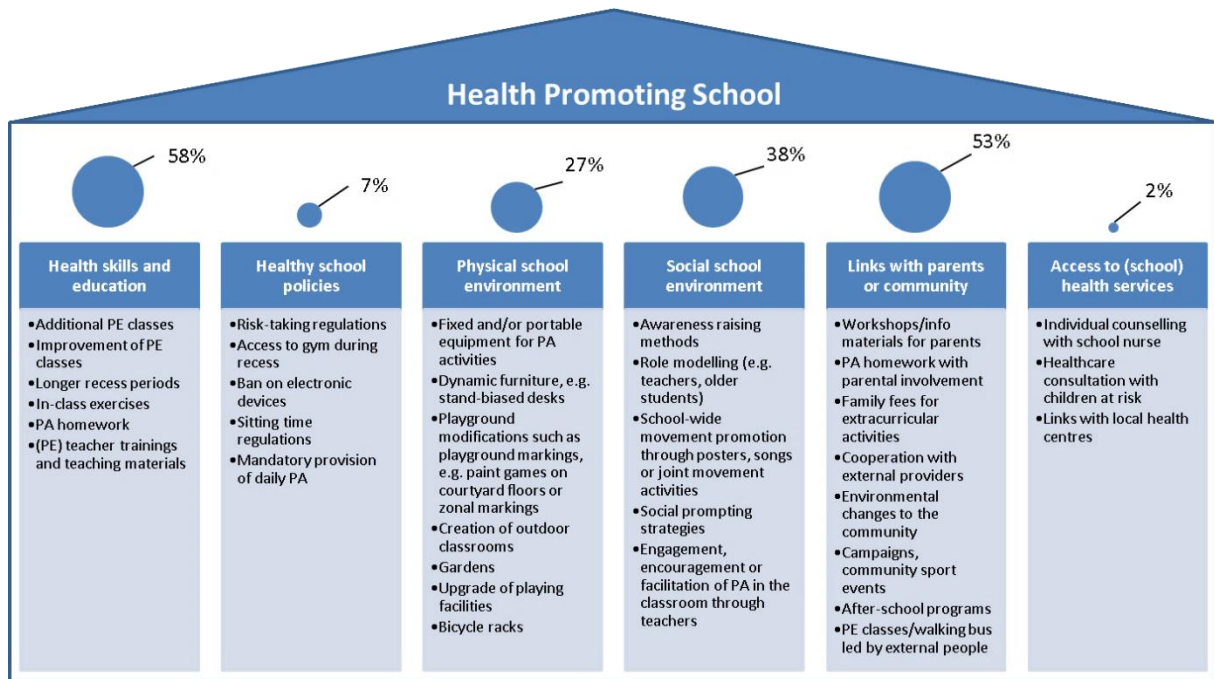 Health Promoting School
58%
7%
27%
38%
53%
2%
Health skills and
education
•Additional PE classes
•Improvement of PE
classes
•Longer recess periods
•In-class exercises
•PA homework
•(PE) teacher trainings
and teaching materials
Healthy school
policies
•Risk-taking regulations
•Access to gym during
recess
•Ban on electronic
devices
•Sitting time
regulations
•Mandatory provision
of daily PA
Physical school
environment
•Fixed and/or portable
equipment for PA
activities
•Dynamic furniture, e.g.
stand-biased desks
•Playground
modifications such as
playground markings,
e.g. paint games on
courtyard floors or
zonal markings
•Creation of outdoor
classrooms
•Gardens
•Upgrade of playing
facilities
•Bicycle racks
Social school
environment
•Awareness raising
methods
•Role modelling (e.g.
teachers, older
students)
•School-wide
movement promotion
through posters, songs
or joint movement
activities
•Social prompting
strategies
•Engagement,
encouragement or
facilitation of PA in the
classroom through
teachers
Links with parents
or community
•Workshops/info
materials for parents
•PA homework with
parental involvement
•Family fees for
extracurricular
activities
•Cooperation with
external providers
•Environmental
changes to the
community
•Campaigns,
community sport
events
•After-school programs
•PE classes/walking bus
led by external people
Access to (school)
health services
•Individual counselling
with school nurse
•Healthcare
consultation with
children at risk
•Links with local health
centres